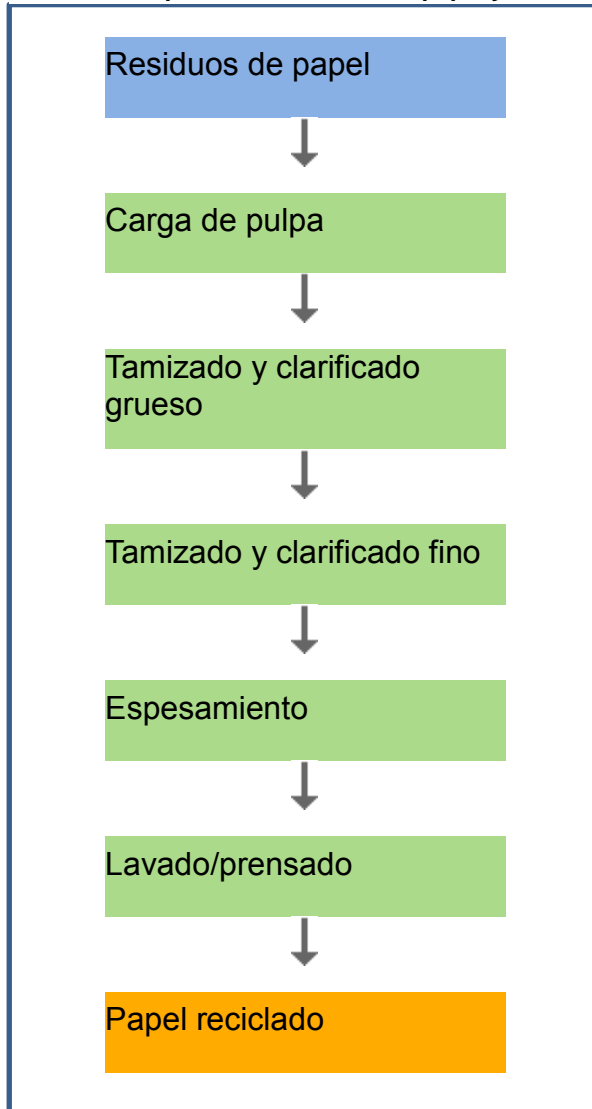 Residuos de papel
Carga de pulpa
Tamizado y clarificado
grueso
Tamizado y clarificado fino
Espesamiento
Lavado/prensado
Papel reciclado